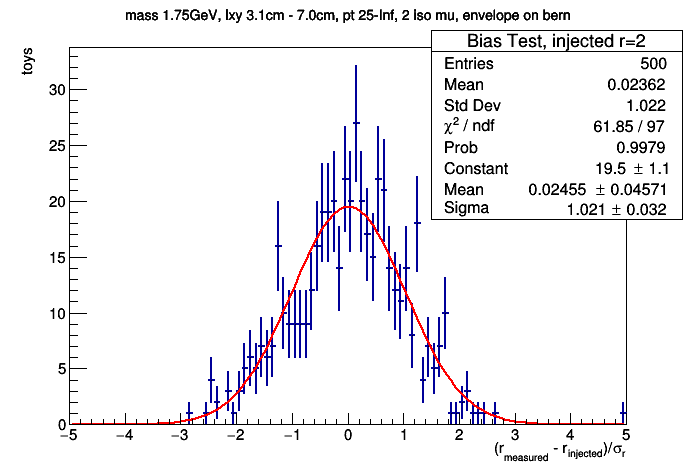 mass 1.75GeV, lxy 3.1cm - 7.0cm, pt 25-Inf, 2 Iso mu, envelope on bern
Bias Test, injected r=2
Entries 500
Mean 0.02362
Std Dev 1.022
χ² / ndf 61.85 / 97
Prob 0.9979
Constant 19.5 ± 1.1
Mean 0.02455 ± 0.04571
Sigma 1.021 ± 0.032
toys
30
25
20
15
10
5
0
−5 −4 −3 −2 −1 0 1 2 3 4 5
(r_measured - r_injected)/σ_r